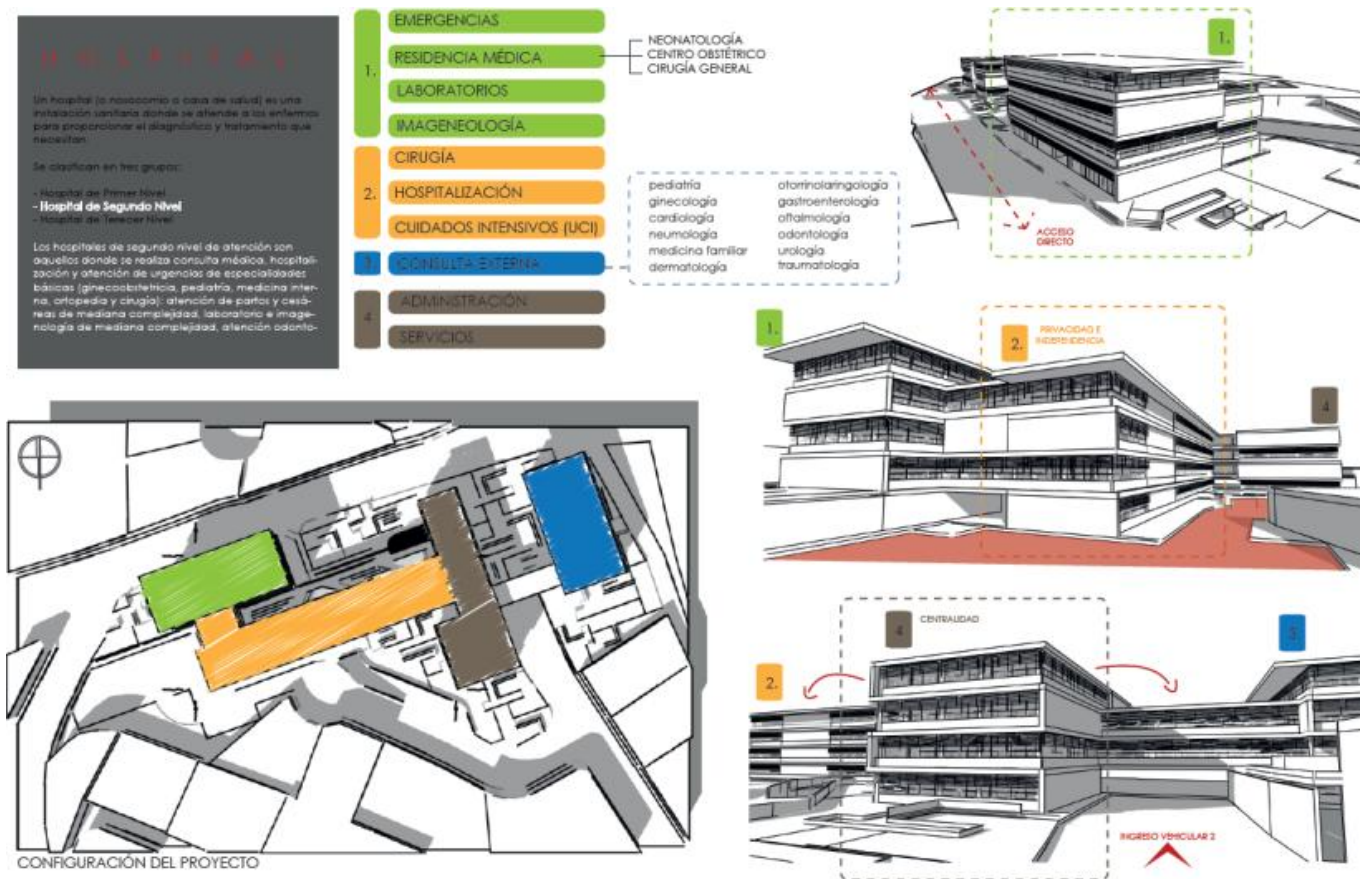 HOSPITAL
Un hospital (o nosocomio o casa de salud) es una
instalación sanitaria donde se atiende a los enfermos
para proporcionar el diagnóstico y tratamiento que
necesitan.
Se clasifican en tres grupos:
- Hospital de Primer Nivel
- Hospital de Segundo Nivel
- Hospital de Terecer Nivel
Los hospitales de segundo nivel de atención son
aquellos donde se realiza consulta médica, hospitali-
zación y atención de urgencias de especialidades
básicas (ginecoobstetricia, pediatría, medicina inter-
na, ortopedia y cirugía): atención de partos y cesá-
reas de mediana complejidad, laboratorio e image-
nología de mediana complejidad, atención odonto-
1.
EMERGENCIAS
RESIDENCIA MÉDICA
LABORATORIOS
IMAGENEOLOGÍA
NEONATOLOGÍA
CENTRO OBSTÉTRICO
CIRUGÍA GENERAL
2.
CIRUGÍA
HOSPITALIZACIÓN
CUIDADOS INTENSIVOS (UCI)
3.
CONSULTA EXTERNA
4
ADMINISTRACIÓN
SERVICIOS
pediatría
ginecología
cardiología
neumología
medicina familiar
dermatología
otorrinolaringología
gastroenterología
oftalmología
odontología
urología
traumatología
1.
ACCESO
DIRECTO
1.
2.
PRIVACIDAD E
INDEPENDENCIA
4
4
CENTRALIDAD
3
2.
INGRESO VEHICULAR 2
CONFIGURACIÓN DEL PROYECTO